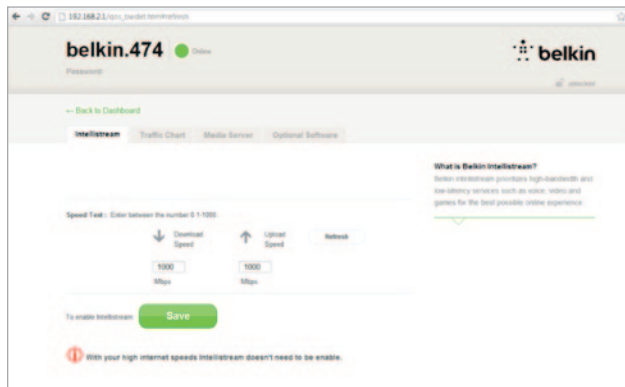 192.168.2.1/qos_bwdet.html#refresh
belkin.474 Online
belkin
Password
unlocked
← Back to Dashboard
Intellistream Traffic Chart Media Server Optional Software
What is Belkin Intellistream?
Belkin intellistream prioritizes high-bandwidth and
low-latency services such as voice, video and
games for the best possible online experience.
Speed Test : Enter between the number 0.1-1000
Download Speed
Upload Speed
Refresh
1000 1000
Mbps Mbps
To enable Intellistream Save
With your high internet speeds Intellistream doesn't need to be enable.